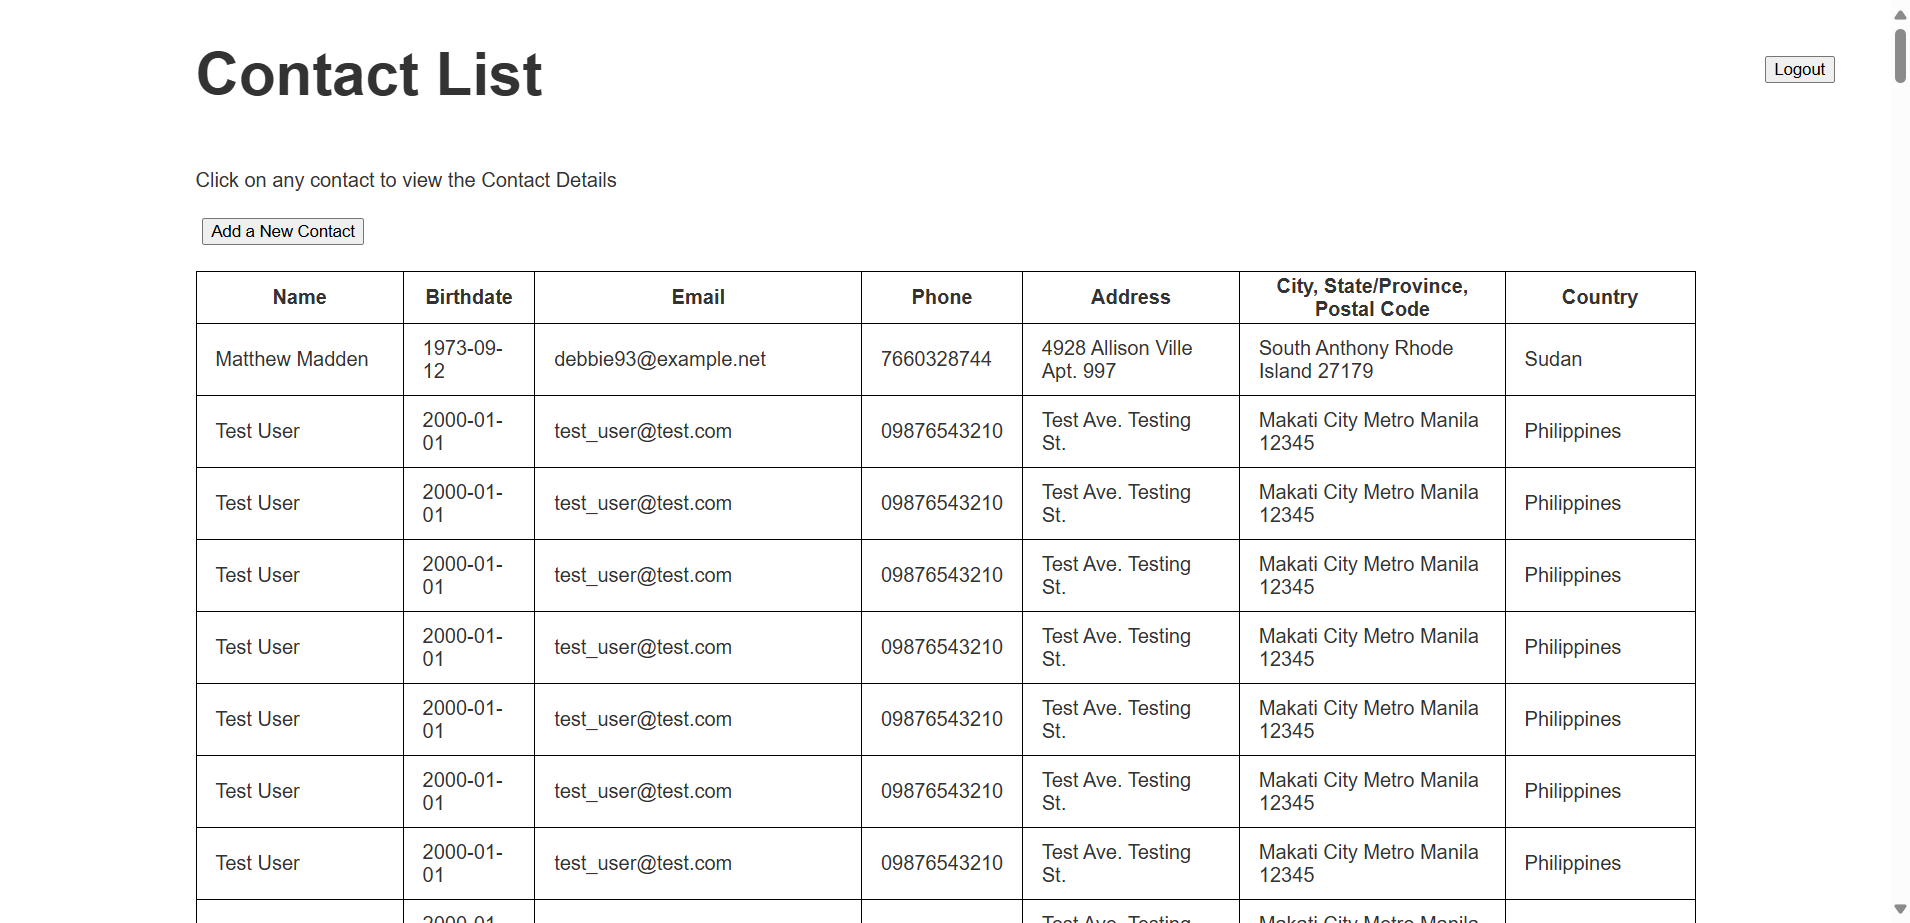 Contact List
Logout
Click on any contact to view the Contact Details
Add a New Contact
Name Birthdate Email Phone Address City, State/Province, Postal Code Country
Matthew Madden 1973-09-12 debbie93@example.net 7660328744 4928 Allison Ville Apt. 997 South Anthony Rhode Island 27179 Sudan
Test User 2000-01-01 test_user@test.com 09876543210 Test Ave. Testing St. Makati City Metro Manila 12345 Philippines
Test User 2000-01-01 test_user@test.com 09876543210 Test Ave. Testing St. Makati City Metro Manila 12345 Philippines
Test User 2000-01-01 test_user@test.com 09876543210 Test Ave. Testing St. Makati City Metro Manila 12345 Philippines
Test User 2000-01-01 test_user@test.com 09876543210 Test Ave. Testing St. Makati City Metro Manila 12345 Philippines
Test User 2000-01-01 test_user@test.com 09876543210 Test Ave. Testing St. Makati City Metro Manila 12345 Philippines
Test User 2000-01-01 test_user@test.com 09876543210 Test Ave. Testing St. Makati City Metro Manila 12345 Philippines
Test User 2000-01-01 test_user@test.com 09876543210 Test Ave. Testing St. Makati City Metro Manila 12345 Philippines